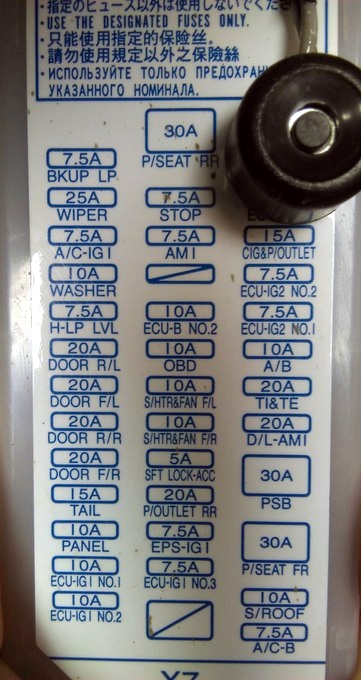 ・指定のヒューズ以外は使用しないでくださ
・USE THE DESIGNATED FUSES ONLY.
・只能使用指定的保险丝。
・請勿使用規定以外之保險絲
・ИСПОЛЬЗУЙТЕ ТОЛЬКО ПРЕДОХРАН
УКАЗАННОГО НОМИНАЛА.
30A
P/SEAT RR
7.5A
BKUP LP
25A
WIPER
7.5A
STOP
7.5A
A/C-IG1
7.5A
AM1
15A
CIG&P/OUTLET
10A
WASHER
7.5A
ECU-IG2 NO.2
7.5A
H-LP LVL
10A
ECU-B NO.2
7.5A
ECU-IG2 NO.1
20A
DOOR R/L
10A
OBD
10A
A/B
20A
DOOR F/L
10A
S/HTR&FAN F/L
20A
TI&TE
20A
DOOR R/R
10A
S/HTR&FAN F/R
20A
D/L-AM1
20A
DOOR F/R
5A
SFT LOCK-ACC
30A
PSB
15A
TAIL
20A
P/OUTLET RR
10A
PANEL
7.5A
EPS-IG1
30A
P/SEAT FR
10A
ECU-IG1 NO.1
7.5A
ECU-IG1 NO.3
10A
ECU-IG1 NO.2
10A
S/ROOF
7.5A
A/C-B